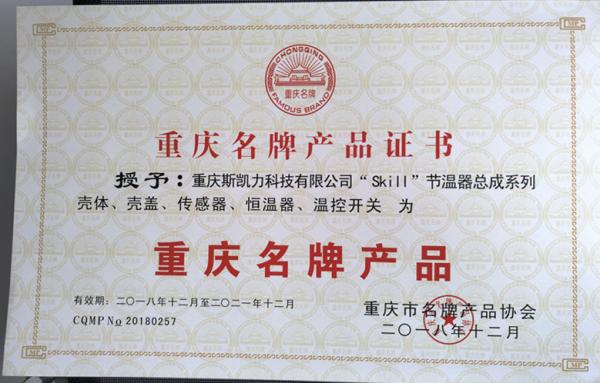 CHONGQING
重庆名牌
FAMOUS BRAND
重庆名牌产品证书
授予：重庆斯凯力科技有限公司“Skill”节温器总成系列
壳体、壳盖、传感器、恒温器、温控开关 为
重庆名牌产品
有效期：二〇一八年十二月至二〇二一年十二月
重庆市名牌产品协会
CQMP No 20180257
二〇一八年十二月